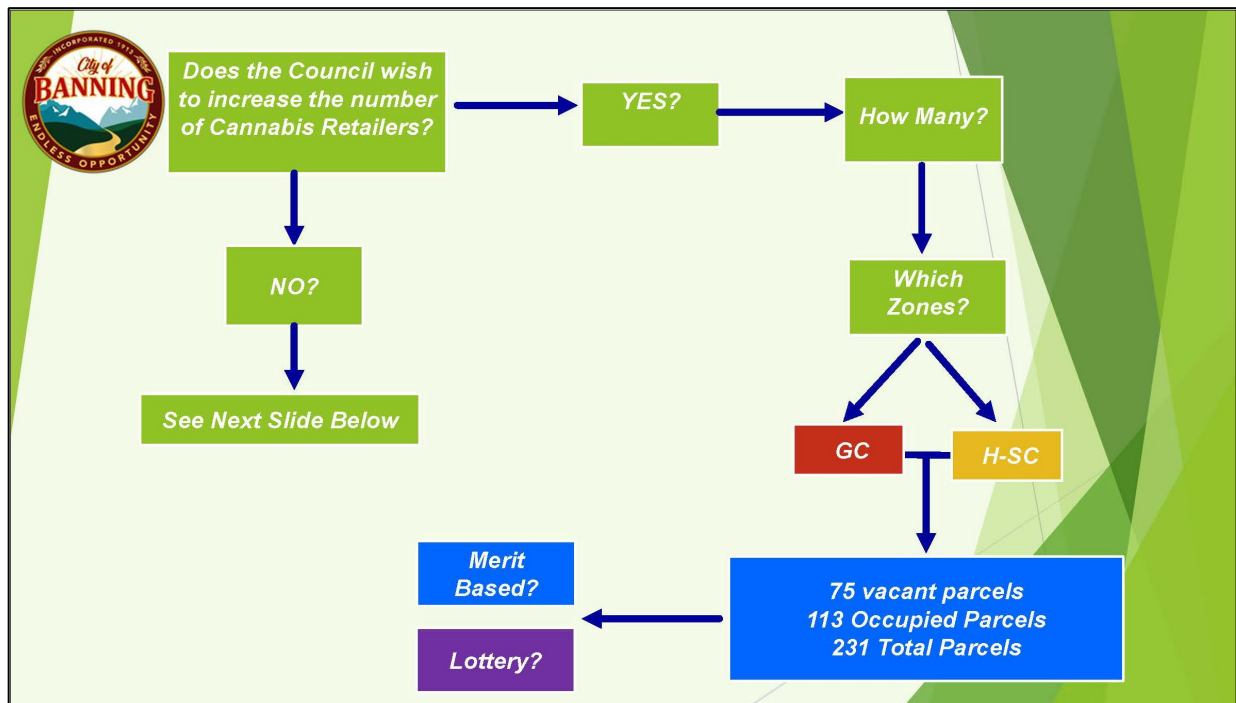 INCORPORATED 1913
City of
BANNING
ENDLESS OPPORTUNITY
Does the Council wish
to increase the number
of Cannabis Retailers?
YES?
How Many?
NO?
Which
Zones?
See Next Slide Below
GC
H-SC
Merit
Based?
Lottery?
75 vacant parcels
113 Occupied Parcels
231 Total Parcels